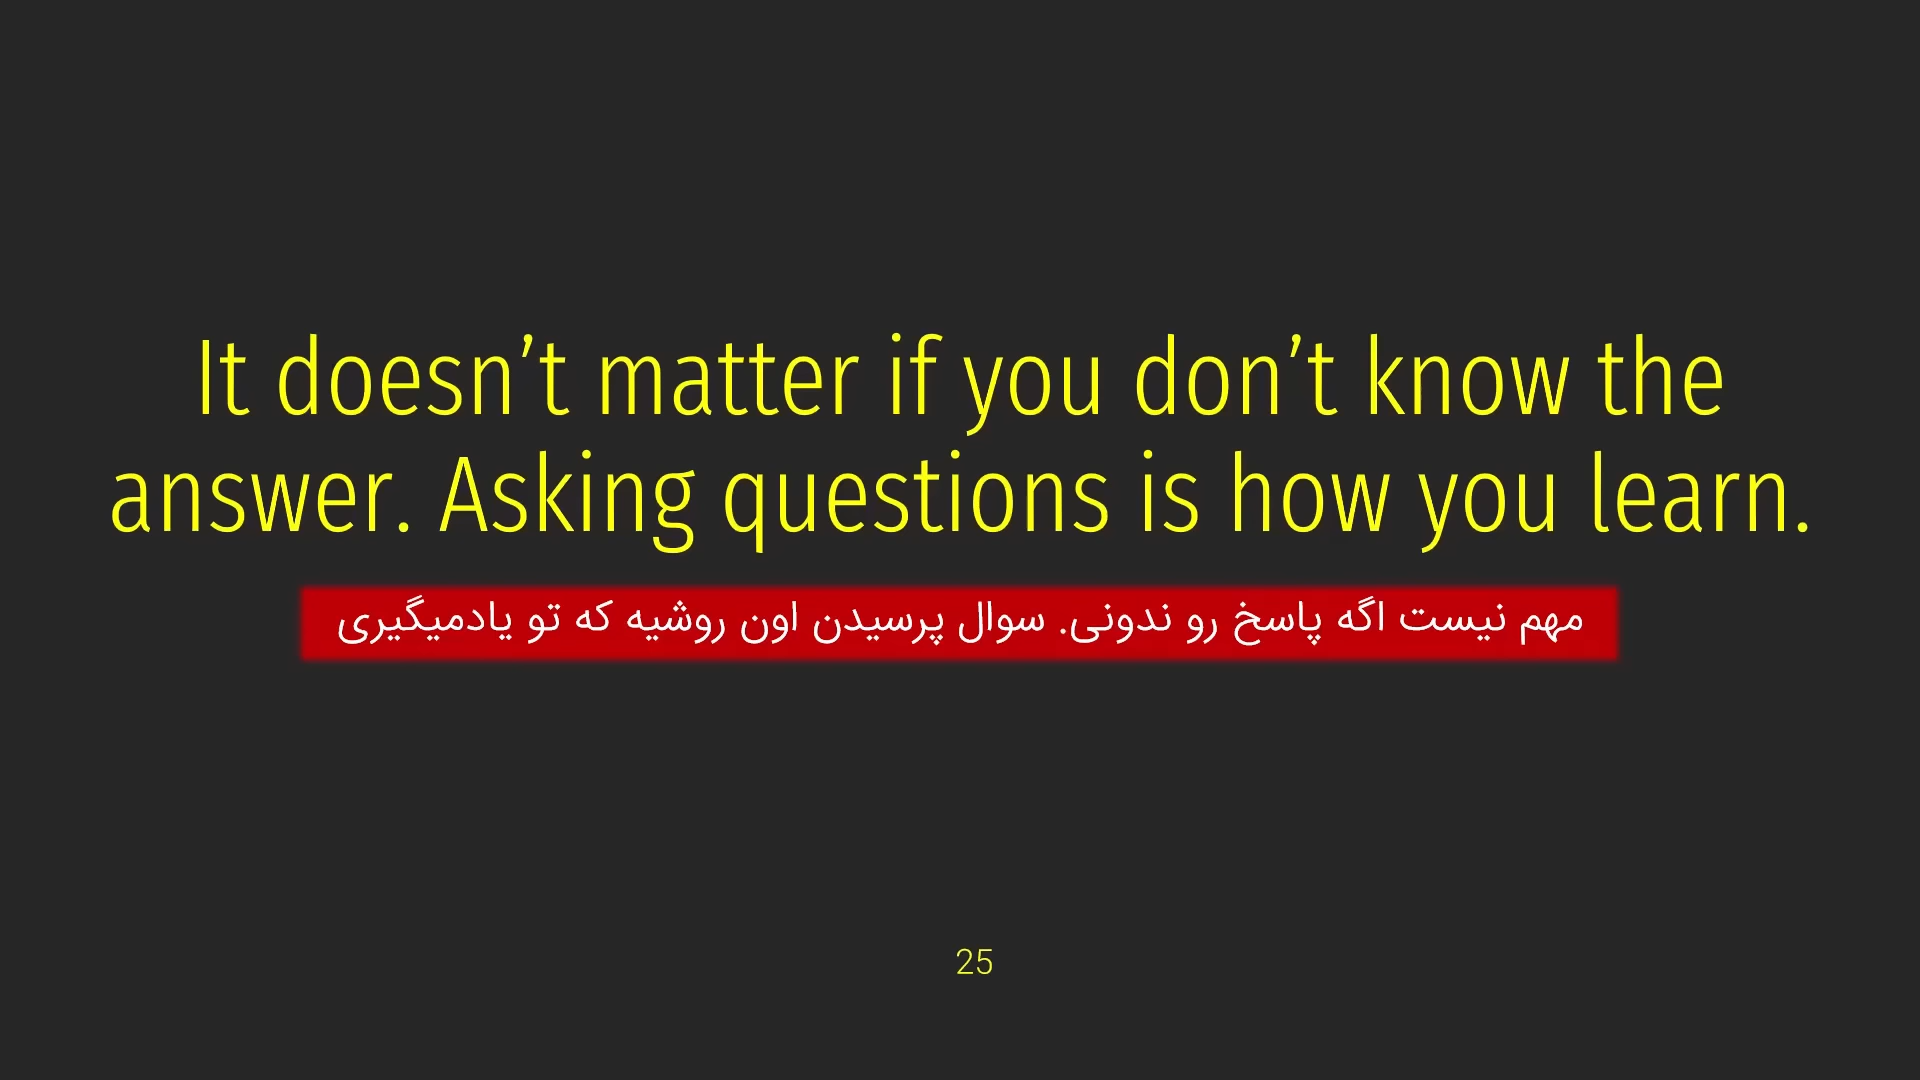 It doesn’t matter if you don’t know the
answer. Asking questions is how you learn.
مهم نیست اگه پاسخ رو ندونی. سوال پرسیدن اون روشیه که تو یادمیگیری
25